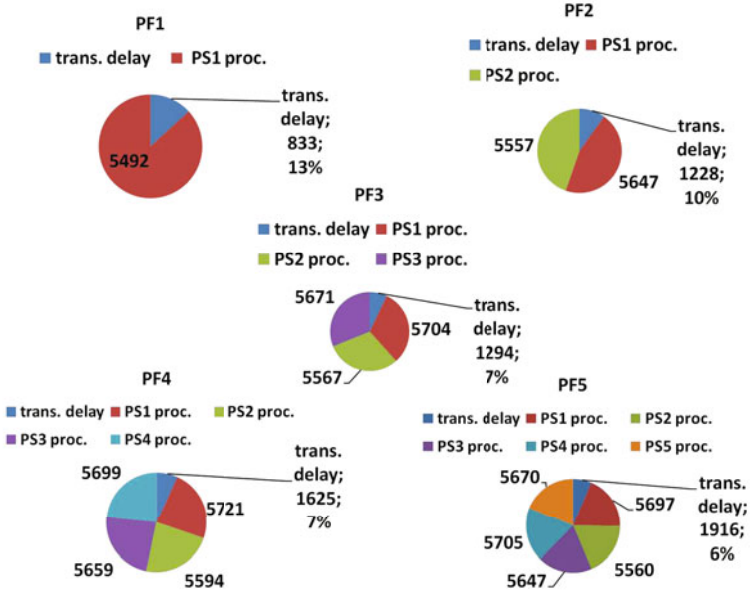 PF1
trans. delay PS1 proc.
trans.
delay;
833;
13%
5492
PF2
trans. delay PS1 proc.
PS2 proc.
trans.
delay;
1228;
10%
5557
5647
PF3
trans. delay PS1 proc.
PS2 proc. PS3 proc.
trans.
delay;
1294;
7%
5671
5704
5567
PF4
trans. delay PS1 proc. PS2 proc.
PS3 proc. PS4 proc.
trans.
delay;
1625;
7%
5699
5721
5659
5594
PF5
trans. delay PS1 proc. PS2 proc.
PS3 proc. PS4 proc. PS5 proc.
trans.
delay;
1916;
6%
5670
5697
5705
5647
5560